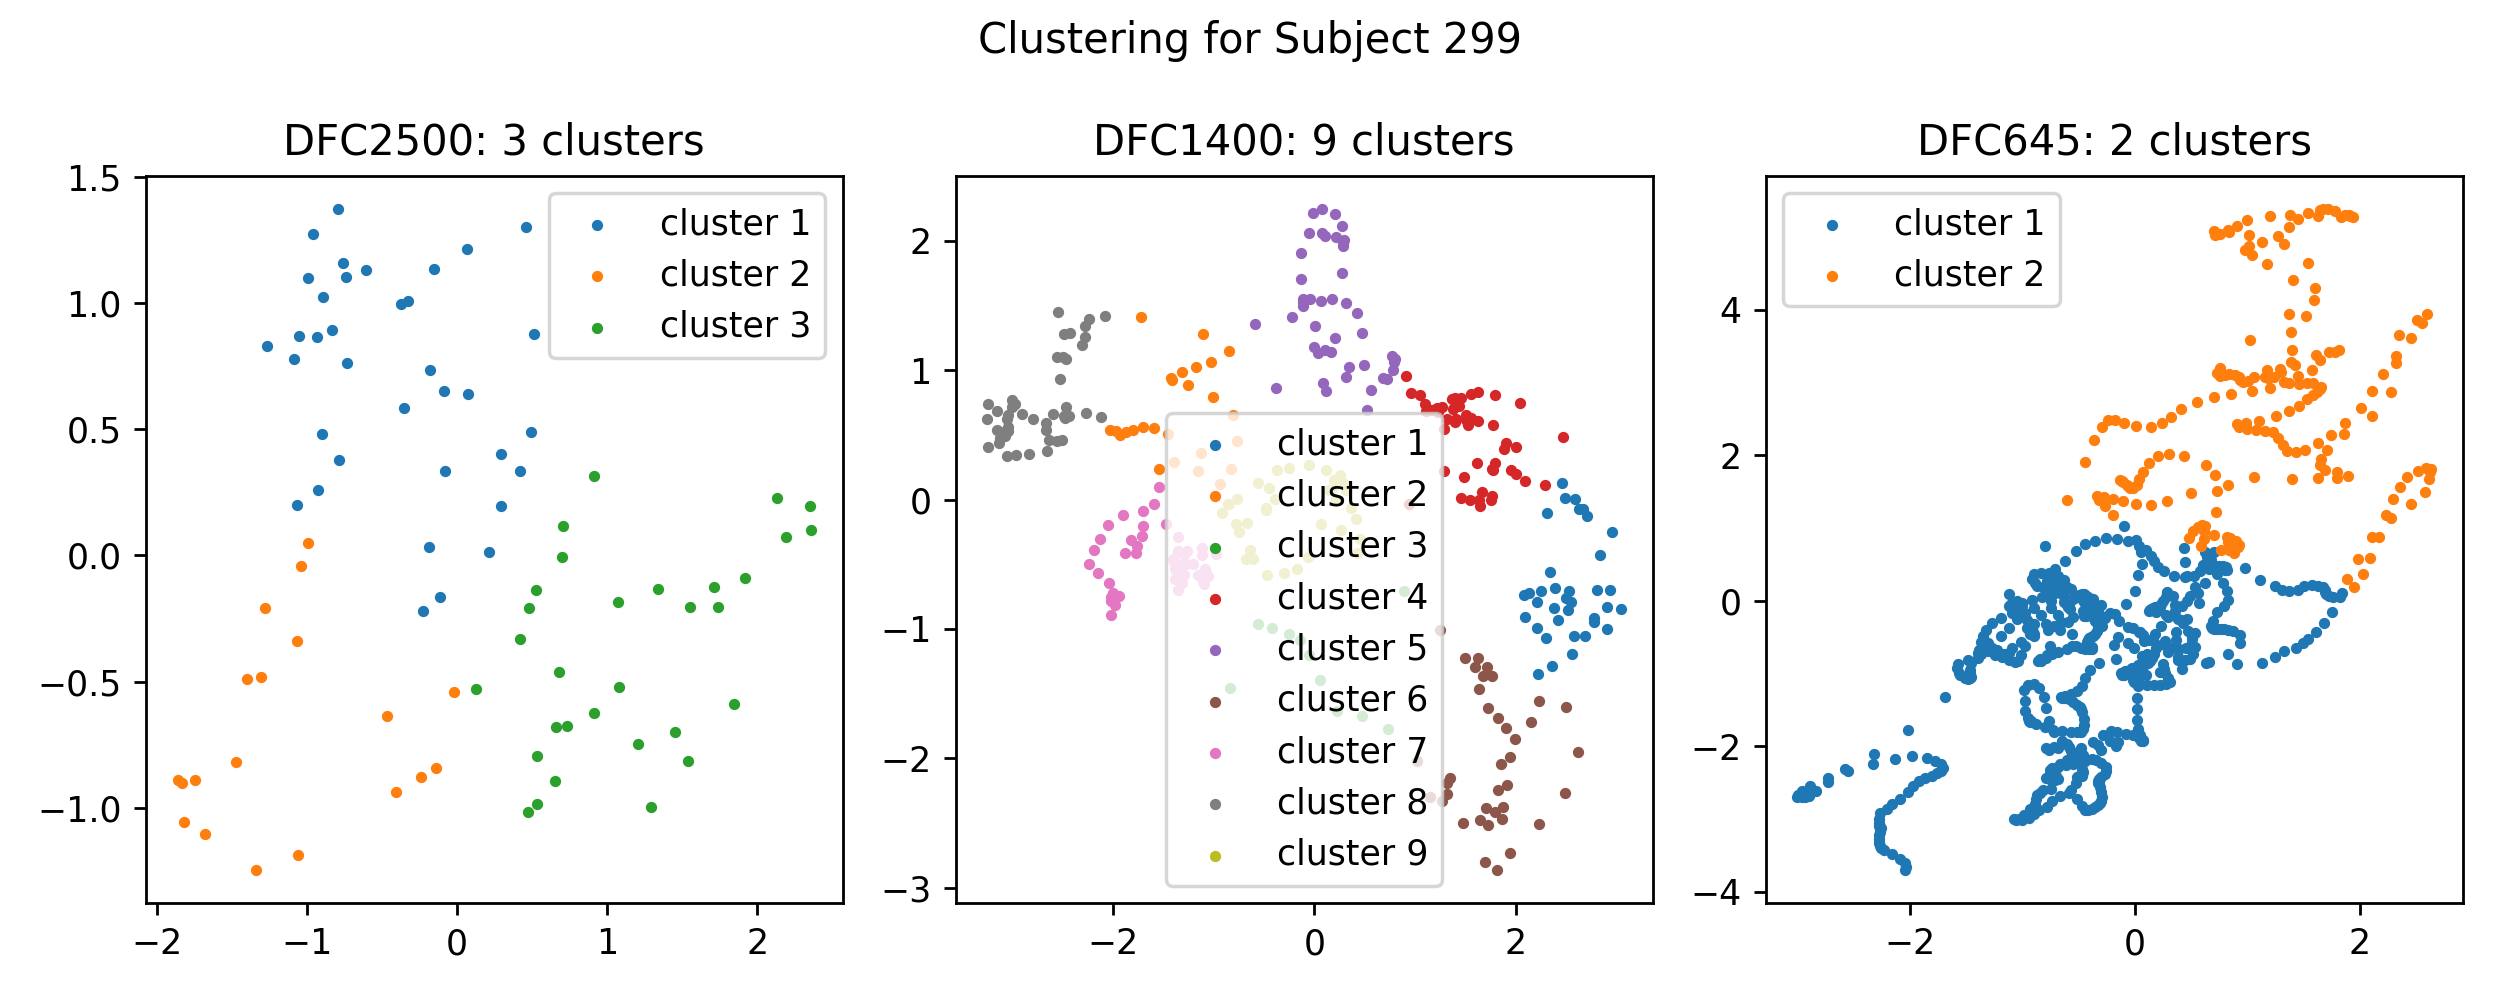 Clustering for Subject 299
DFC2500: 3 clusters
1.5
1.0
0.5
0.0
−0.5
−1.0
−2
−1
0
1
2
cluster 1
cluster 2
cluster 3
DFC1400: 9 clusters
2
1
0
−1
−2
−3
−2
0
2
cluster 1
cluster 2
cluster 3
cluster 4
cluster 5
cluster 6
cluster 7
cluster 8
cluster 9
DFC645: 2 clusters
4
2
0
−2
−4
−2
0
2
cluster 1
cluster 2